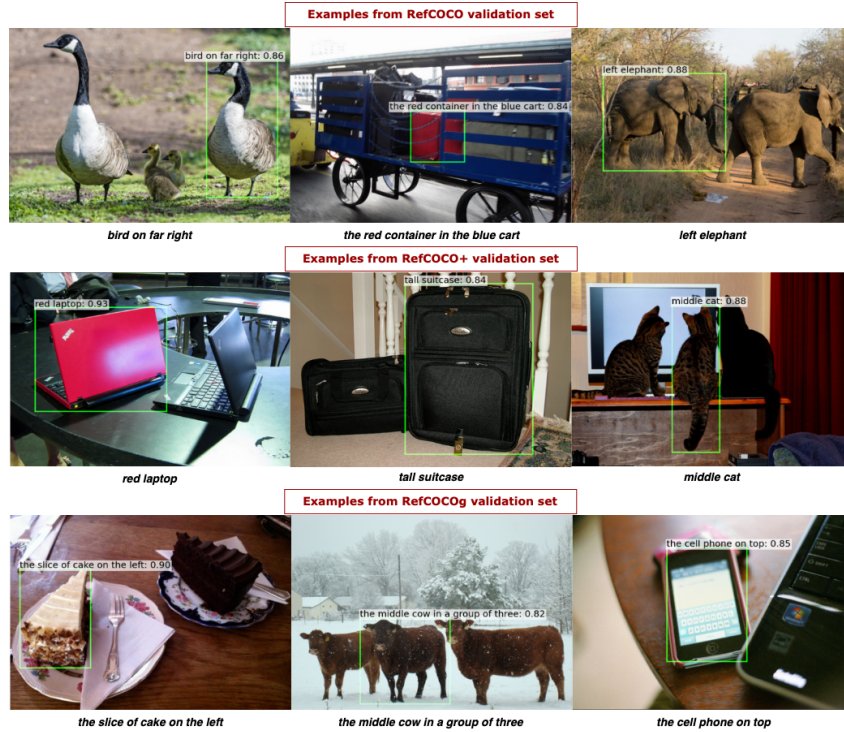 Examples from RefCOCO validation set
bird on far right: 0.86
the red container in the blue cart: 0.84
left elephant: 0.88
bird on far right
the red container in the blue cart
left elephant
Examples from RefCOCO+ validation set
red laptop: 0.93
tall suitcase: 0.84
middle cat: 0.88
ThinkPad
red laptop
tall suitcase
middle cat
Examples from RefCOCOg validation set
the slice of cake on the left: 0.90
the middle cow in a group of three: 0.82
the cell phone on top: 0.85
the slice of cake on the left
the middle cow in a group of three
the cell phone on top